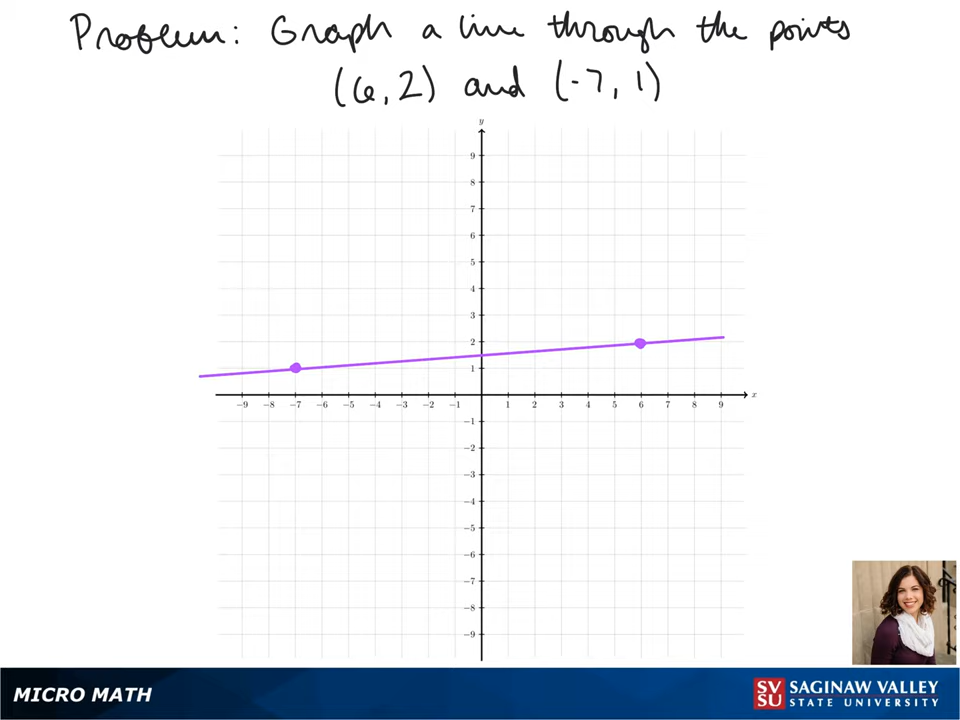 Problem: Graph a line through the points
(6, 2) and (-7, 1)
y
9
8
7
6
5
4
3
2
1
−9 −8 −7 −6 −5 −4 −3 −2 −1 1 2 3 4 5 6 7 8 9 x
−1
−2
−3
−4
−5
−6
−7
−8
−9
MICRO MATH
SV SU SAGINAW VALLEY
STATE UNIVERSITY